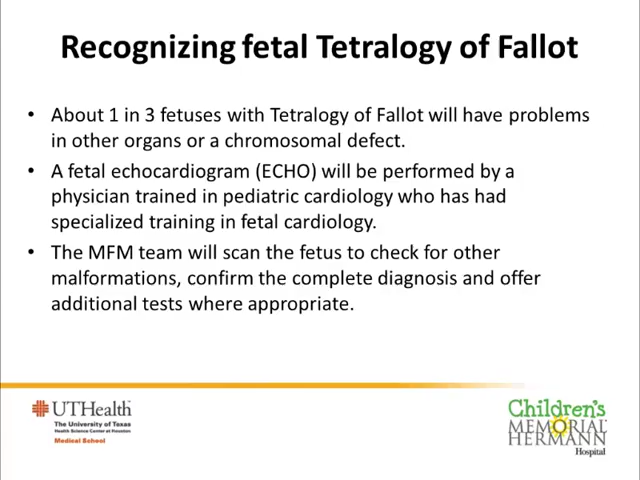 Recognizing fetal Tetralogy of Fallot
• About 1 in 3 fetuses with Tetralogy of Fallot will have problems
in other organs or a chromosomal defect.
• A fetal echocardiogram (ECHO) will be performed by a
physician trained in pediatric cardiology who has had
specialized training in fetal cardiology.
• The MFM team will scan the fetus to check for other
malformations, confirm the complete diagnosis and offer
additional tests where appropriate.
UTHealth
The University of Texas
Health Science Center at Houston
Medical School
Children's
MEMORIAL
HERMANN
Hospital